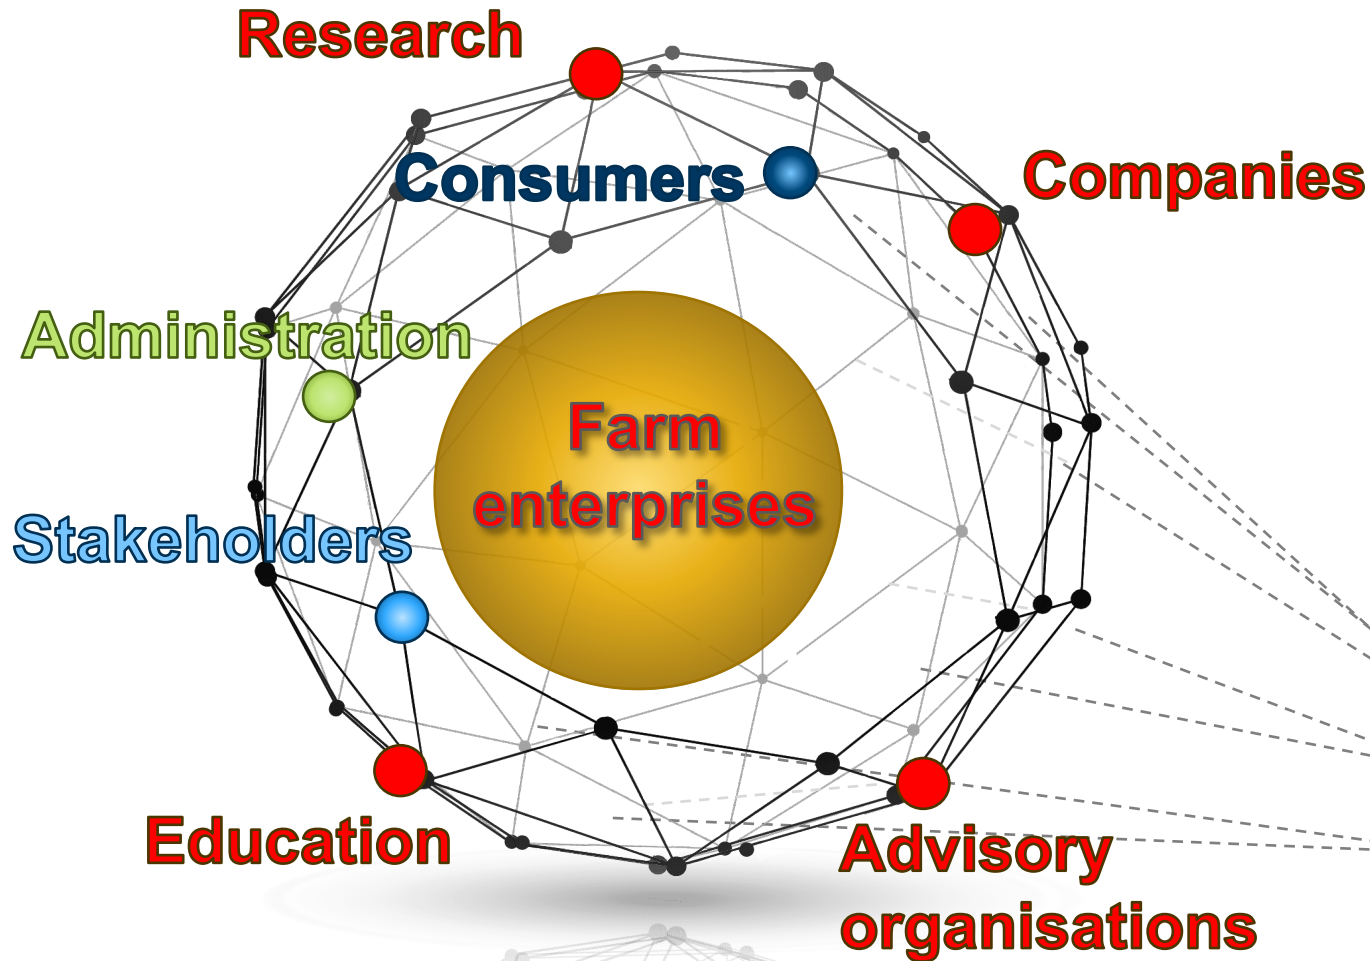 Research
Consumers
Companies
Administration
Farm
enterprises
Stakeholders
Education
Advisory
organisations